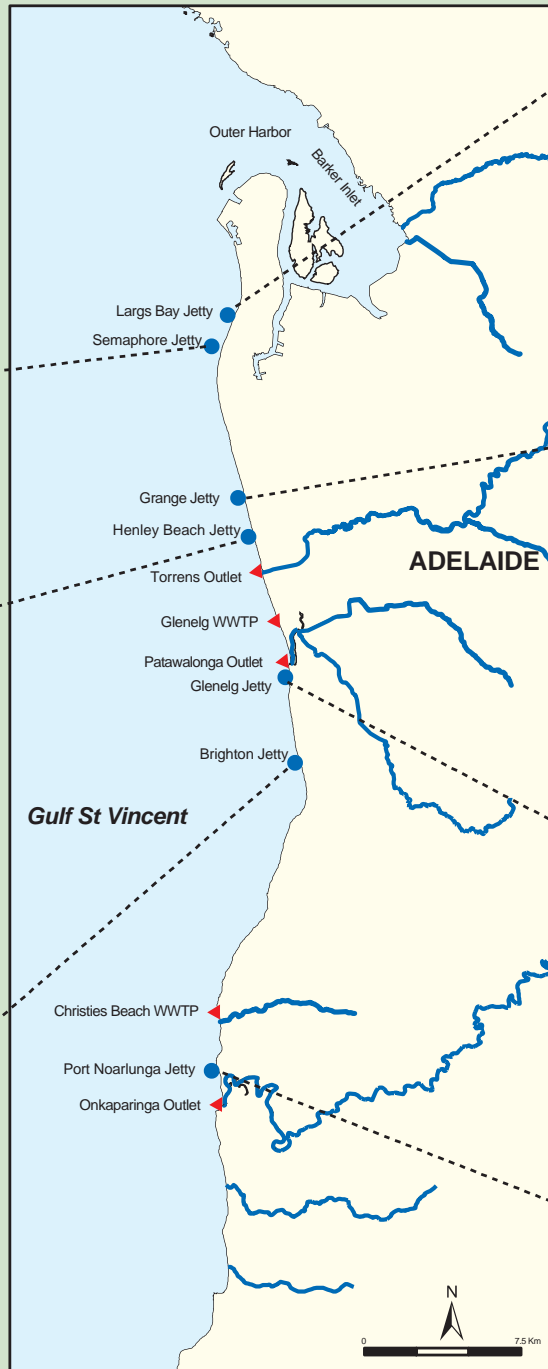 Outer Harbor
Barker Inlet
Largs Bay Jetty
Semaphore Jetty
Grange Jetty
Henley Beach Jetty
ADELAIDE
Torrens Outlet
Glenelg WWTP
Patawalonga Outlet
Glenelg Jetty
Brighton Jetty
Gulf St Vincent
Christies Beach WWTP
Port Noarlunga Jetty
Onkaparinga Outlet
N
0 7.5 Km